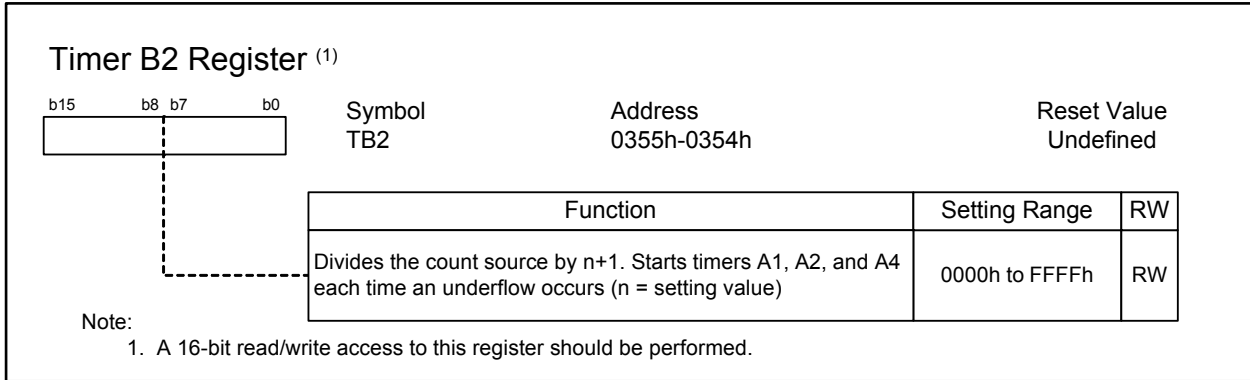 Timer B2 Register (1)
b15 b8 b7 b0
Symbol Address Reset Value
TB2 0355h-0354h Undefined
Function Setting Range RW
Divides the count source by n+1. Starts timers A1, A2, and A4
each time an underflow occurs (n = setting value)
0000h to FFFFh RW
Note:
1. A 16-bit read/write access to this register should be performed.